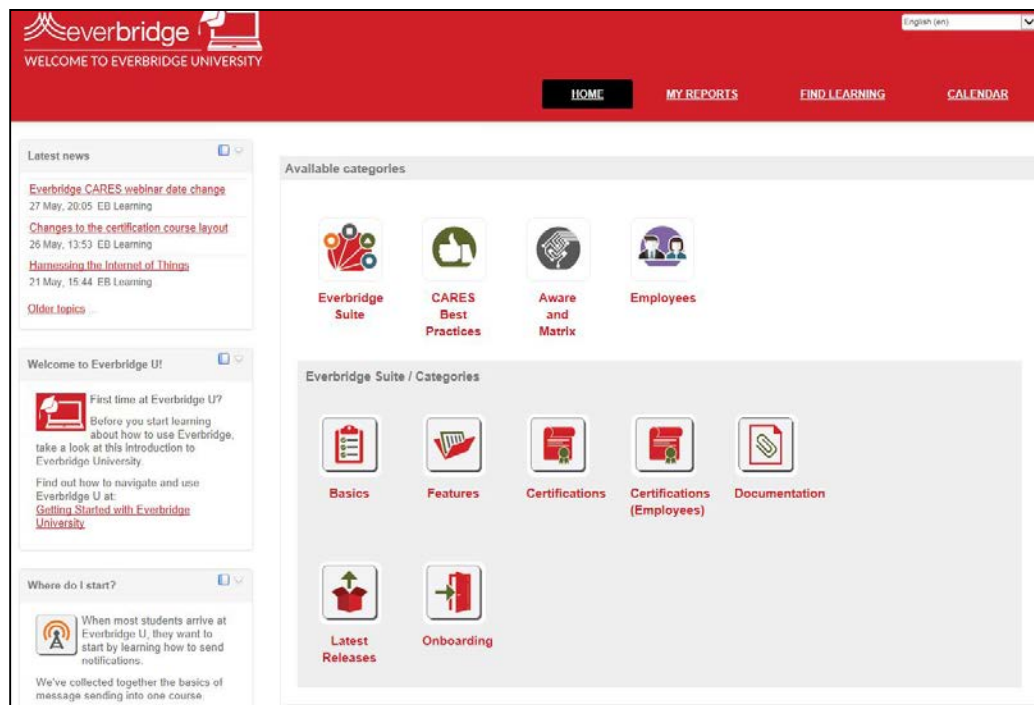 everbridge
WELCOME TO EVERBRIDGE UNIVERSITY
English (en)
HOME
MY REPORTS
FIND LEARNING
CALENDAR
Latest news
Everbridge CARES webinar date change
27 May, 20:05 EB Learning
Changes to the certification course layout
26 May, 13:53 EB Learning
Harnessing the Internet of Things
21 May, 15:44 EB Learning
Older topics ...
Welcome to Everbridge U!
First time at Everbridge U?
Before you start learning
about how to use Everbridge,
take a look at this introduction to
Everbridge University.
Find out how to navigate and use
Everbridge U at:
Getting Started with Everbridge
University
Where do I start?
When most students arrive at
Everbridge U, they want to
start by learning how to send
notifications.
We've collected together the basics of
message sending into one course.
Available categories
Everbridge
Suite
CARES
Best
Practices
Aware
and
Matrix
Employees
Everbridge Suite / Categories
Basics
Features
Certifications
Certifications
(Employees)
Documentation
Latest
Releases
Onboarding